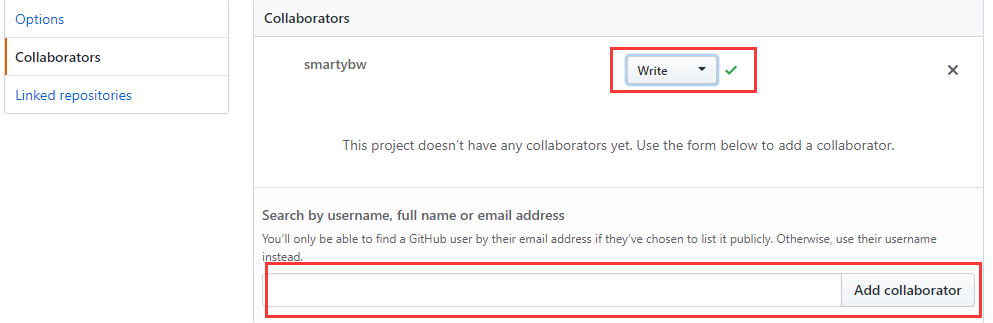 Options
Collaborators
Linked repositories
Collaborators
smartybw
Write
This project doesn't have any collaborators yet. Use the form below to add a collaborator.
Search by username, full name or email address
You'll only be able to find a GitHub user by their email address if they've chosen to list it publicly. Otherwise, use their username
instead.
Add collaborator